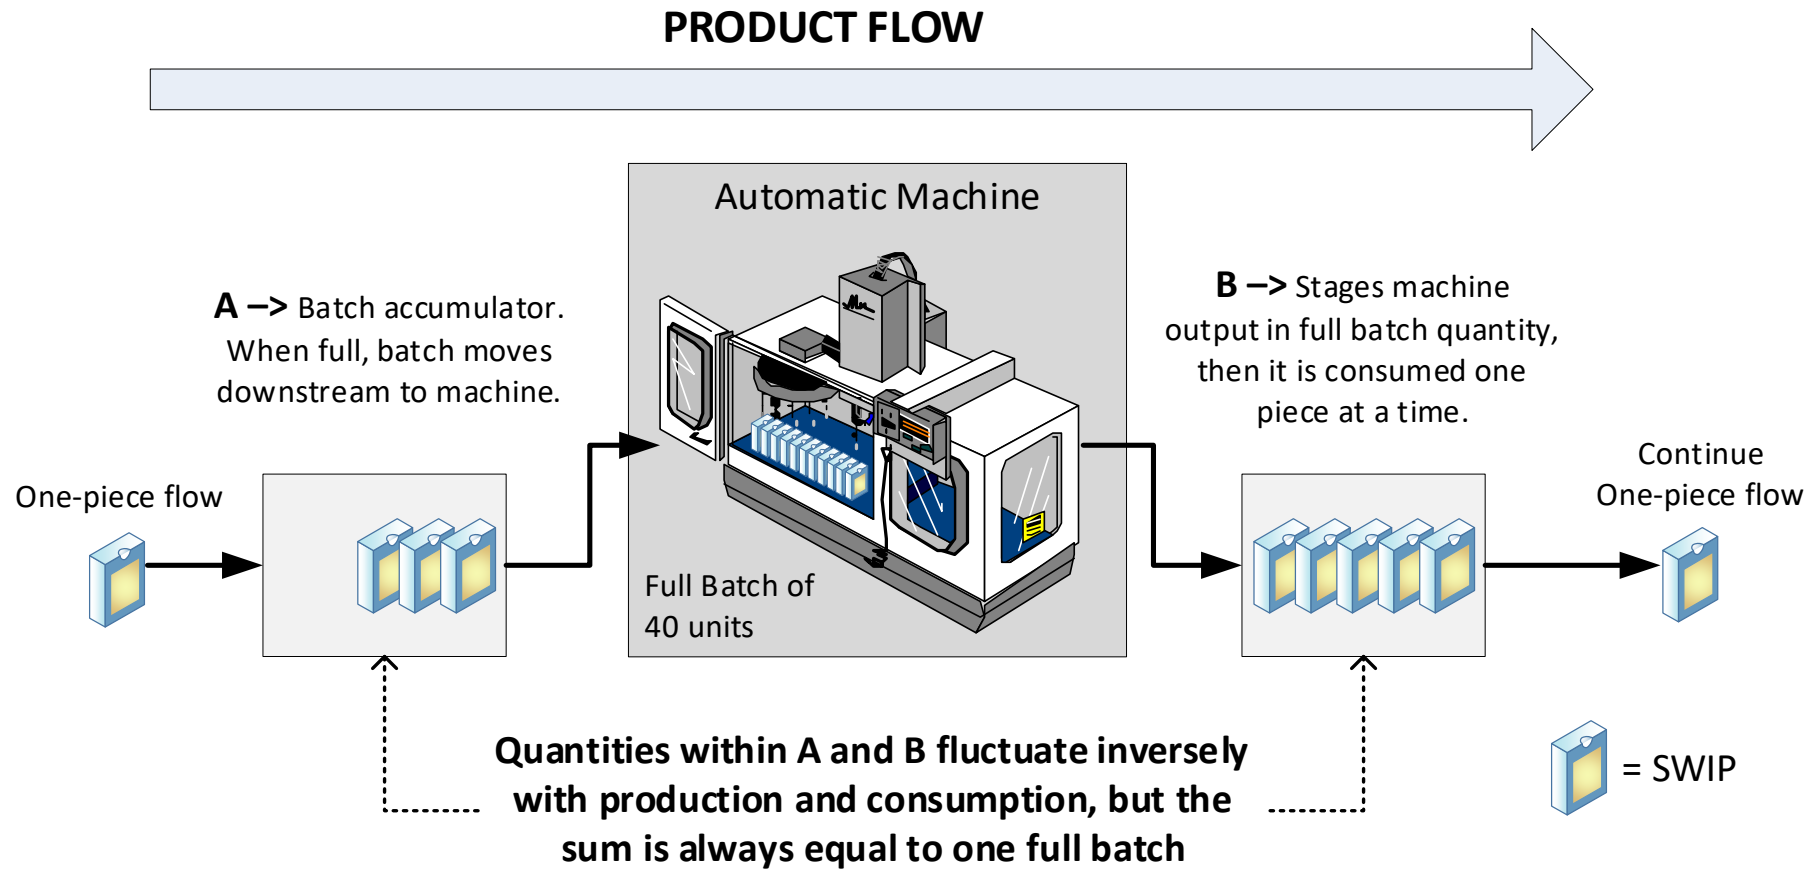 PRODUCT FLOW
Automatic Machine
A –> Batch accumulator.
When full, batch moves
downstream to machine.
B –> Stages machine
output in full batch quantity,
then it is consumed one
piece at a time.
One-piece flow
Continue
One-piece flow
Full Batch of
40 units
Quantities within A and B fluctuate inversely
with production and consumption, but the
sum is always equal to one full batch
= SWIP